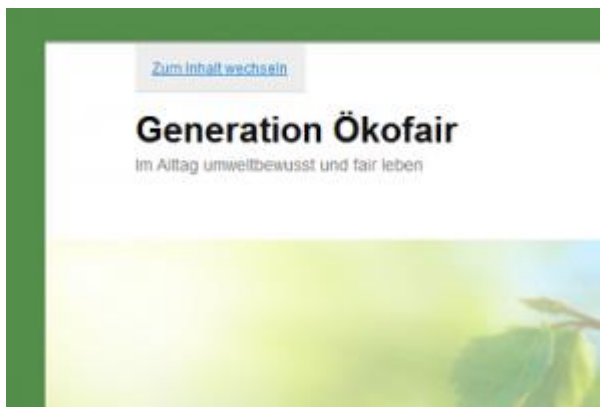 Zum Inhalt wechseln
Generation Ökofair
Im Alltag umweltbewusst und fair leben